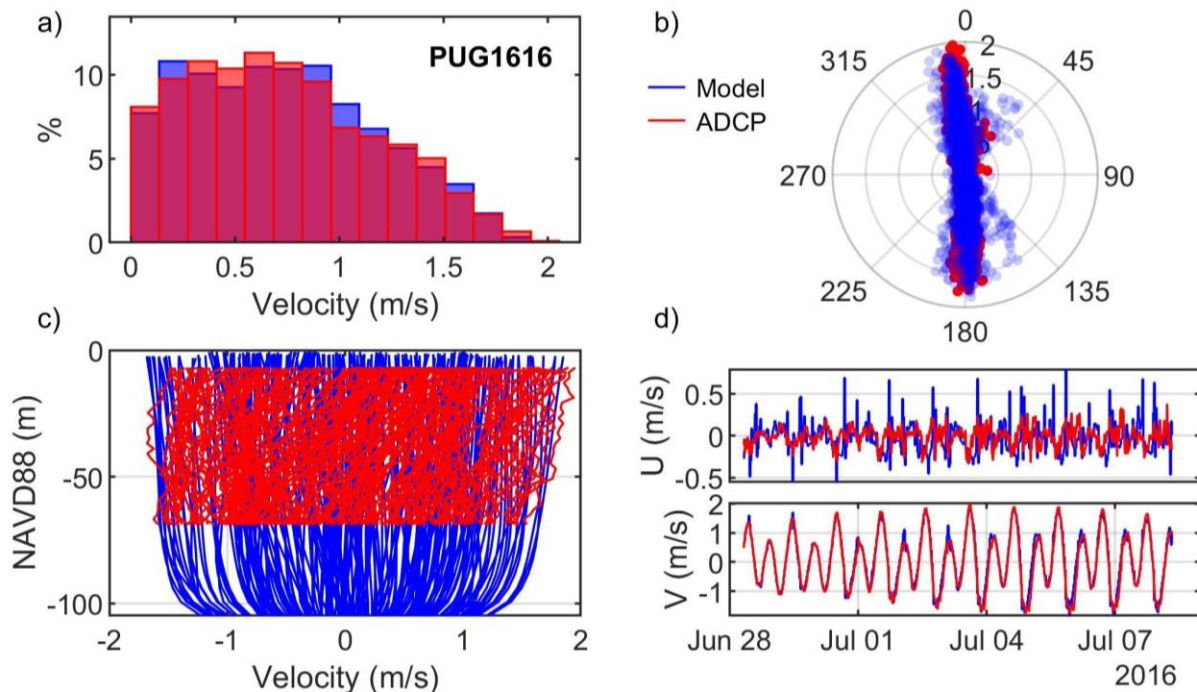 a)
PUG1616
10
5
0
%
0 0.5 1 1.5 2
Velocity (m/s)
b)
0
45
90
135
180
225
270
315
2
1.5
1
Model
ADCP
c)
0
-50
-100
NAVD88 (m)
-2 -1 0 1 2
Velocity (m/s)
d)
0.5
0
-0.5
U (m/s)
2
1
0
-1
V (m/s)
Jun 28 Jul 01 Jul 04 Jul 07
2016